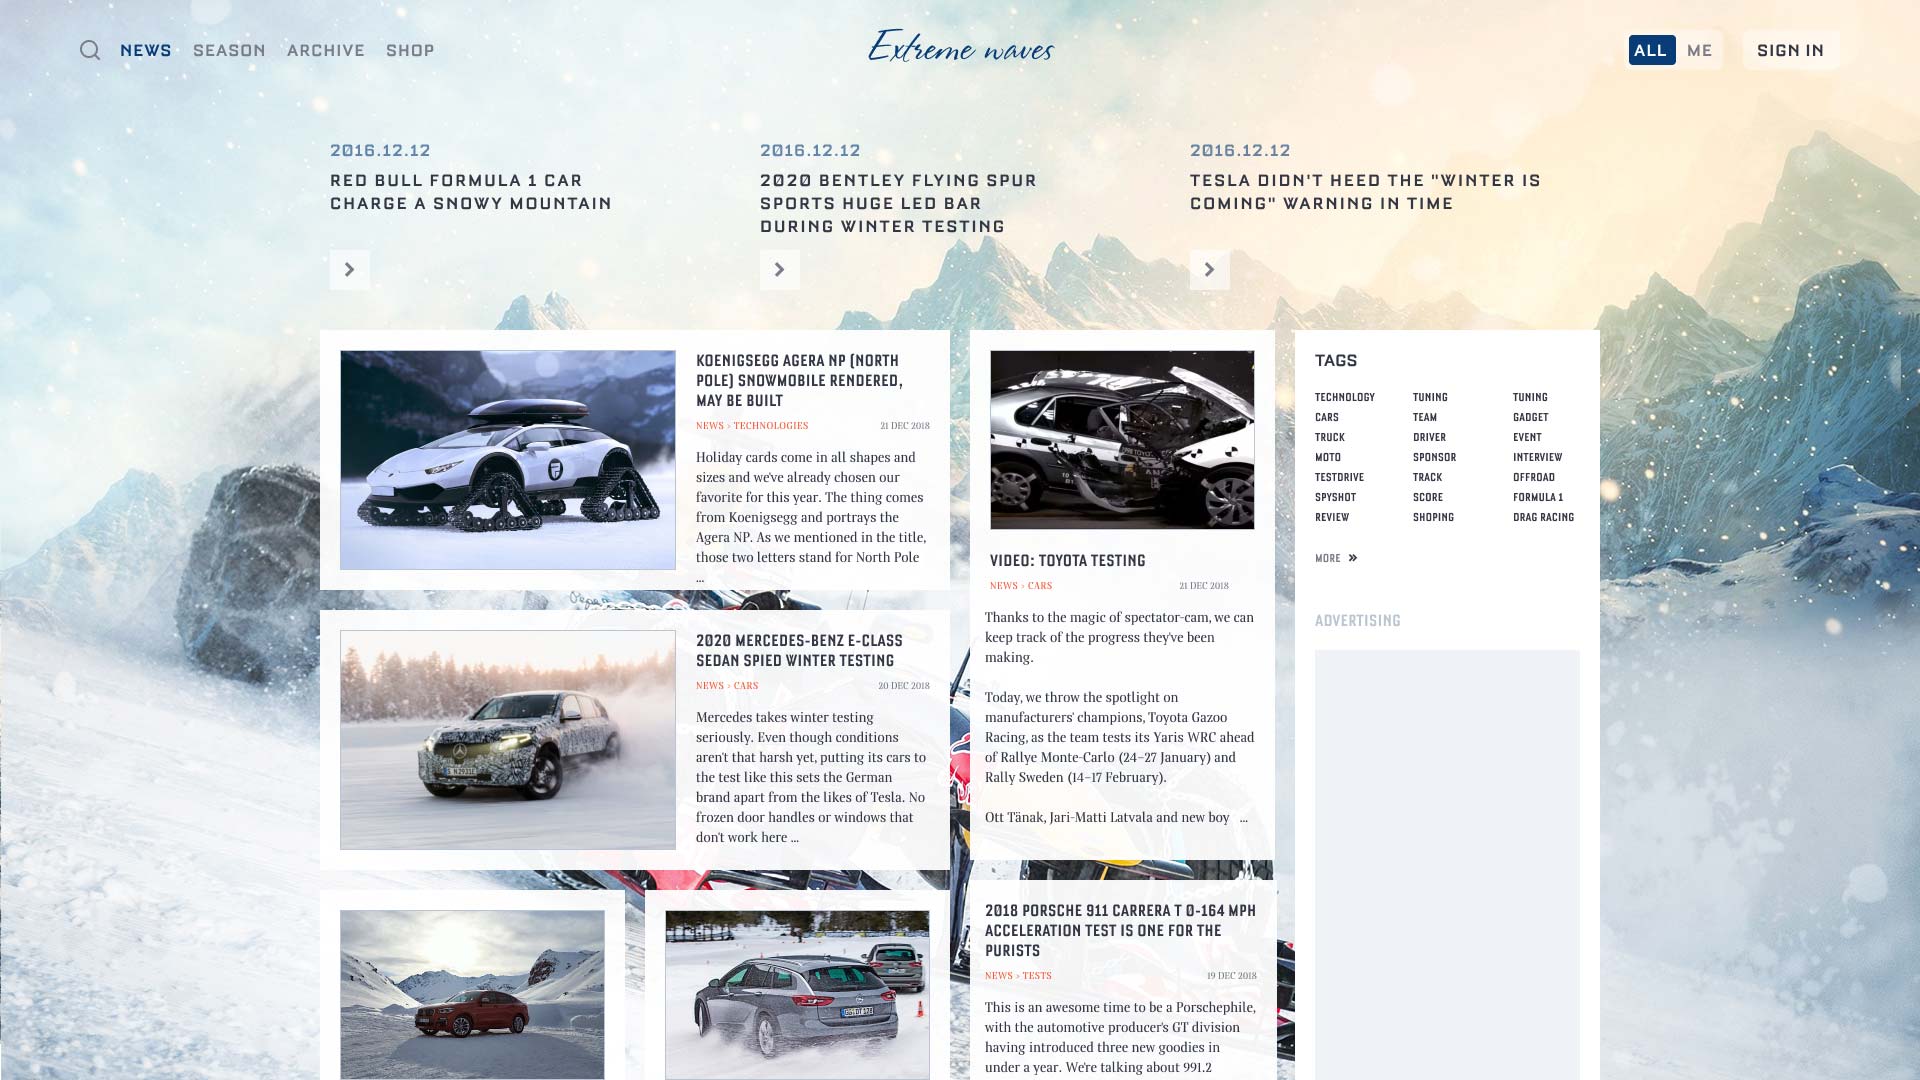 NEWS SEASON ARCHIVE SHOP
Extreme waves
ALL ME
SIGN IN
2016.12.12
RED BULL FORMULA 1 CAR
CHARGE A SNOWY MOUNTAIN
2016.12.12
2020 BENTLEY FLYING SPUR
SPORTS HUGE LED BAR
DURING WINTER TESTING
2016.12.12
TESLA DIDN'T HEED THE "WINTER IS
COMING" WARNING IN TIME
KOENIGSEGG AGERA NP (NORTH
POLE) SNOWMOBILE RENDERED,
MAY BE BUILT
NEWS > TECHNOLOGIES 21 DEC 2018
Holiday cards come in all shapes and
sizes and we've already chosen our
favorite for this year. The thing comes
from Koenigsegg and portrays the
Agera NP. As we mentioned in the title,
those two letters stand for North Pole
...
2020 MERCEDES-BENZ E-CLASS
SEDAN SPIED WINTER TESTING
NEWS > CARS 20 DEC 2018
Mercedes takes winter testing
seriously. Even though conditions
aren't that harsh yet, putting its cars to
the test like this sets the German
brand apart from the likes of Tesla. No
frozen door handles or windows that
don't work here ...
VIDEO: TOYOTA TESTING
NEWS > CARS 21 DEC 2018
Thanks to the magic of spectator-cam, we can
keep track of the progress they've been
making.
Today, we throw the spotlight on
manufacturers' champions, Toyota Gazoo
Racing, as the team tests its Yaris WRC ahead
of Rallye Monte-Carlo (24–27 January) and
Rally Sweden (14–17 February).
Ott Tänak, Jari-Matti Latvala and new boy ...
2018 PORSCHE 911 CARRERA T 0-164 MPH
ACCELERATION TEST IS ONE FOR THE
PURISTS
NEWS > TESTS 19 DEC 2018
This is an awesome time to be a Porschephile,
with the automotive producer's GT division
having introduced three new goodies in
under a year. We're talking about 991.2
TAGS
TECHNOLOGY TUNING TUNING
CARS TEAM GADGET
TRUCK DRIVER EVENT
MOTO SPONSOR INTERVIEW
TESTDRIVE TRACK OFFROAD
SPYSHOT SCORE FORMULA 1
REVIEW SHOPING DRAG RACING
MORE »
ADVERTISING